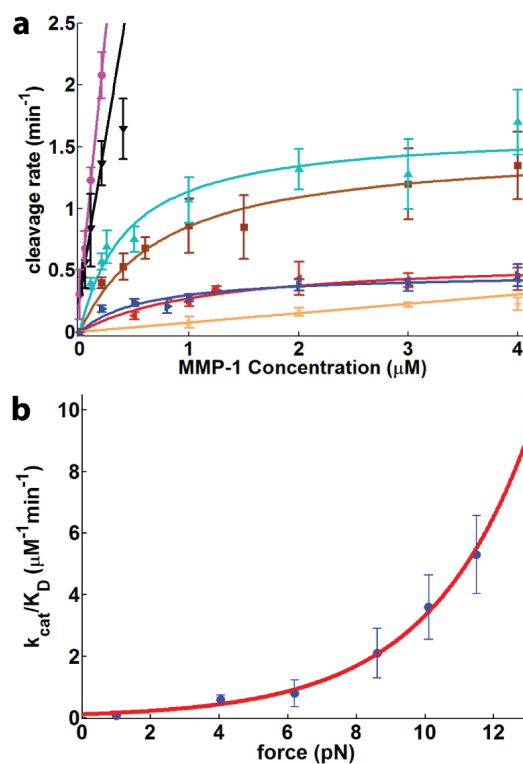 a
2.5
2
1.5
1
0.5
0
cleavage rate (min⁻¹)
0 1 2 3 4
MMP-1 Concentration (μM)
b
10
8
6
4
2
0
k_cat/K_D (μM⁻¹min⁻¹)
0 2 4 6 8 10 12
force (pN)